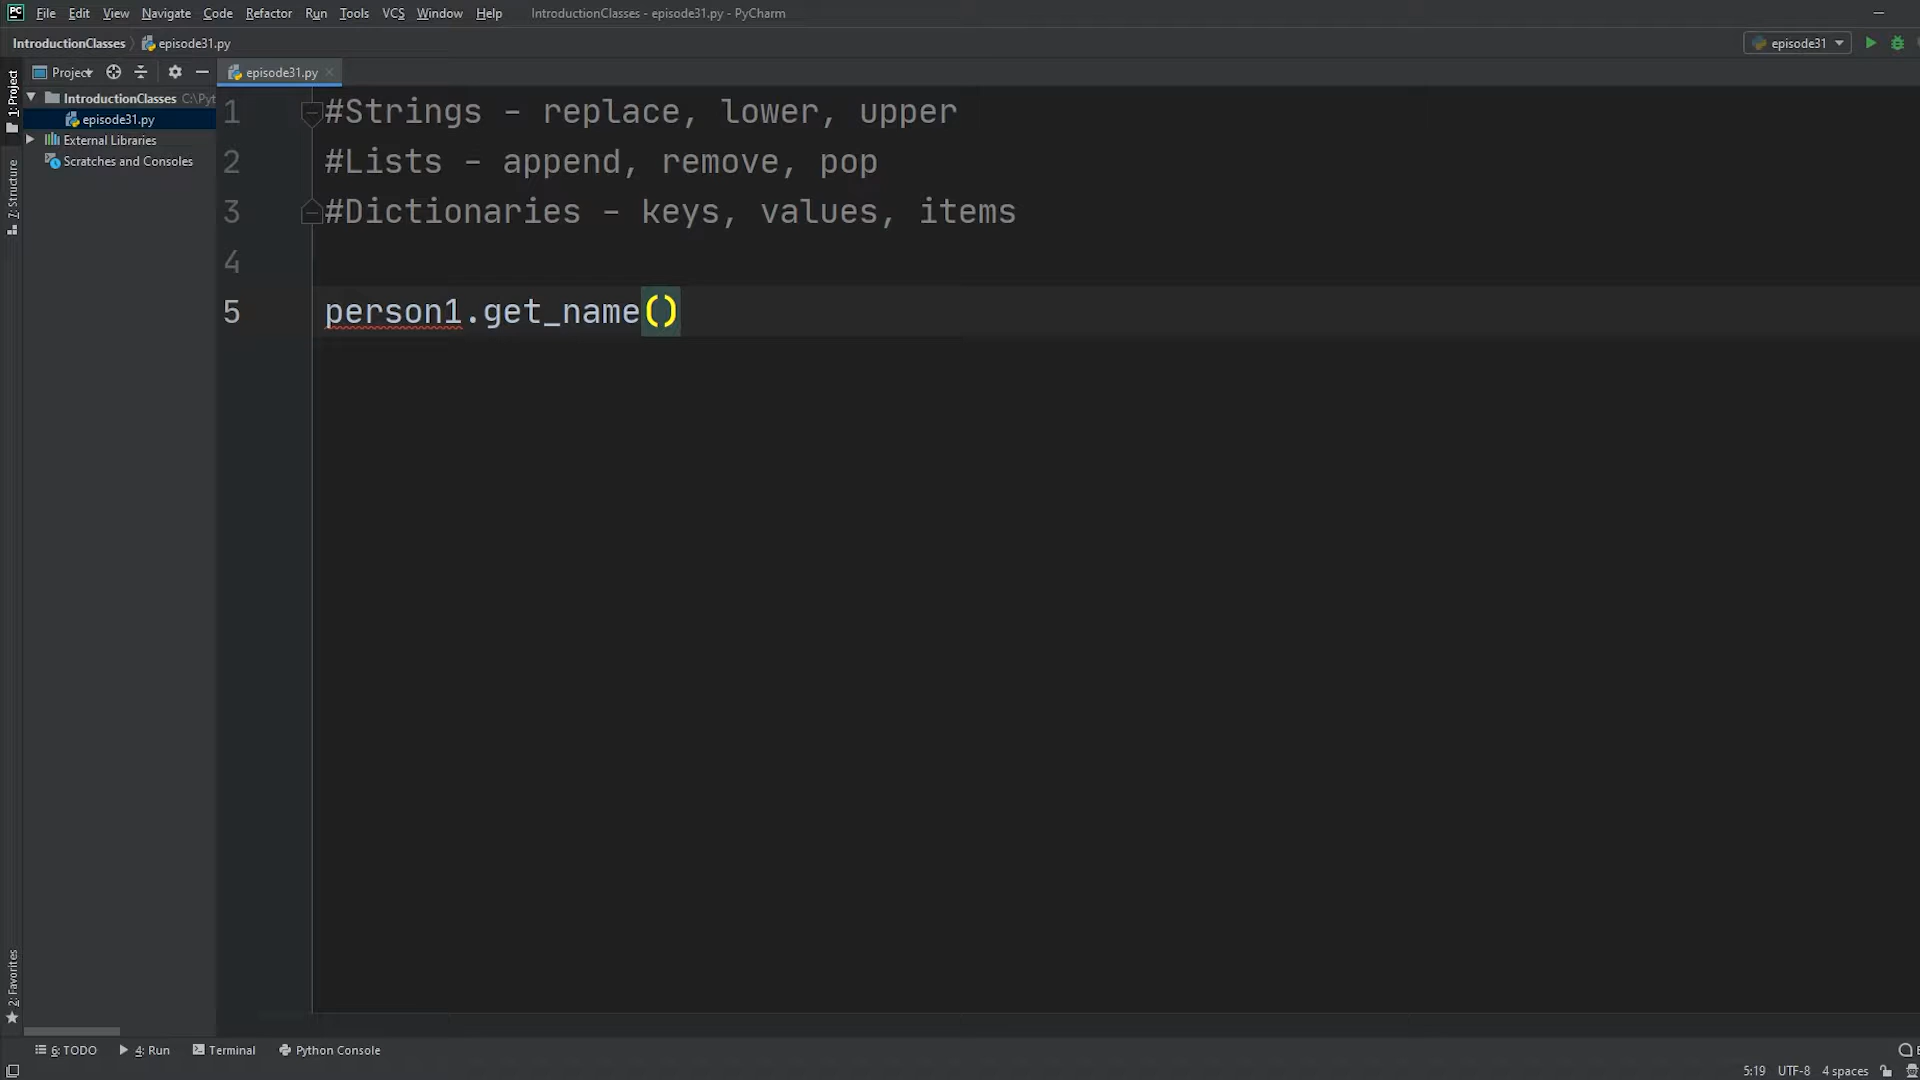 PC File Edit View Navigate Code Refactor Run Tools VCS Window Help IntroductionClasses - episode31.py - PyCharm
IntroductionClasses episode31.py episode31
1: Project
Project episode31.py
IntroductionClasses C:\Pyt
episode31.py
External Libraries
Scratches and Consoles
7: Structure
2: Favorites
1 #Strings - replace, lower, upper
2 #Lists - append, remove, pop
3 #Dictionaries - keys, values, items
4
5 person1.get_name()
6: TODO 4: Run Terminal Python Console
5:19 UTF-8 4 spaces